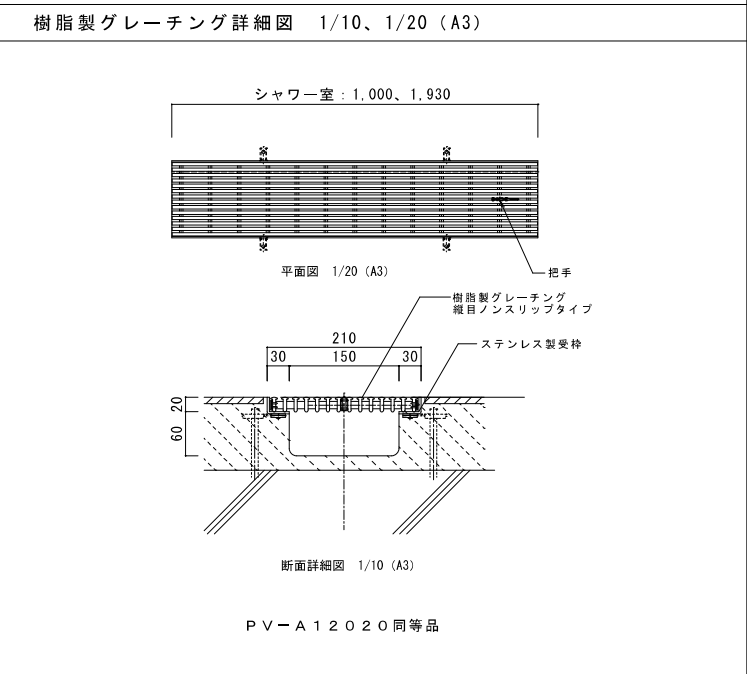 樹脂製グレーチング詳細図　1/10、1/20（A3）
シャワー室：1,000、1,930
平面図　1/20（A3）
把手
樹脂製グレーチング
縦目ノンスリップタイプ
210
ステンレス製受枠
30 150 30
20
60
断面詳細図　1/10（A3）
ＰＶ－Ａ１２０２０同等品